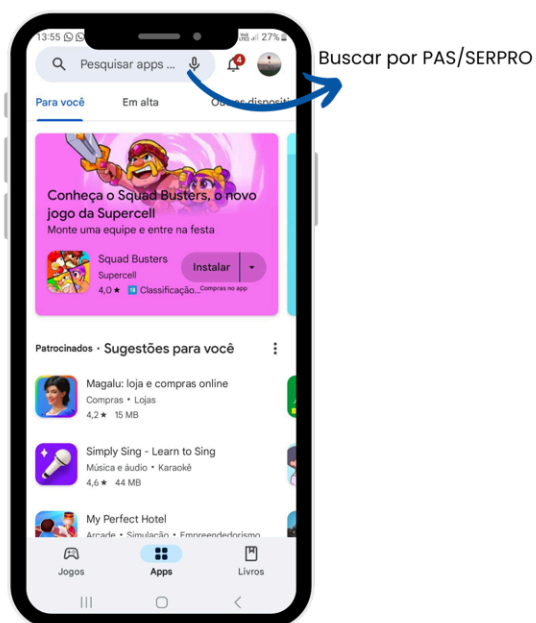 13:55
27%
Pesquisar apps ...
Buscar por PAS/SERPRO
Para você Em alta Outros dispositi
Conheça o Squad Busters, o novo
jogo da Supercell
Monte uma equipe e entre na festa
Squad Busters
Supercell
4,0 ★ Classificação... Compras no app
Instalar
Patrocinados • Sugestões para você
Magalu: loja e compras online
Compras • Lojas
4,2 ★ 15 MB
Simply Sing - Learn to Sing
Música e áudio • Karaokê
4,6 ★ 44 MB
My Perfect Hotel
Arcade • Simulação • Empreendedorismo
Jogos Apps Livros